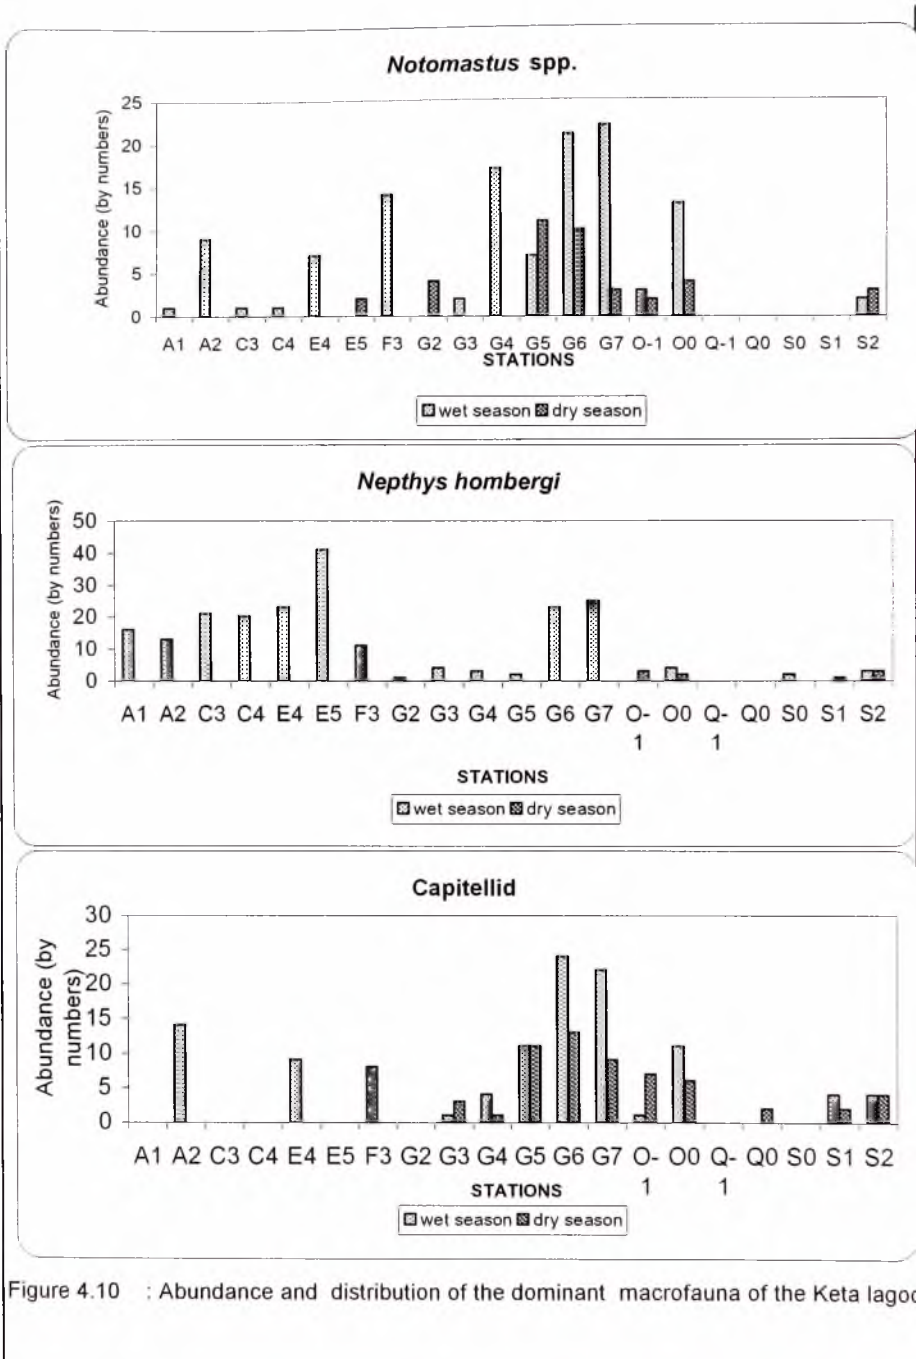 Notomastus spp.
Abundance (by numbers)
25
20
15
10
5
0
A1 A2 C3 C4 E4 E5 F3 G2 G3 G4 G5 G6 G7 O-1 O0 Q-1 Q0 S0 S1 S2
STATIONS
wet season dry season
Nepthys hombergi
Abundance (by numbers)
50
40
30
20
10
0
A1 A2 C3 C4 E4 E5 F3 G2 G3 G4 G5 G6 G7 O-1 O0 Q-1 Q0 S0 S1 S2
STATIONS
wet season dry season
Capitellid
Abundance (by
numbers)
30
25
20
15
10
5
0
A1 A2 C3 C4 E4 E5 F3 G2 G3 G4 G5 G6 G7 O-1 O0 Q-1 Q0 S0 S1 S2
STATIONS
wet season dry season
Figure 4.10 : Abundance and distribution of the dominant macrofauna of the Keta